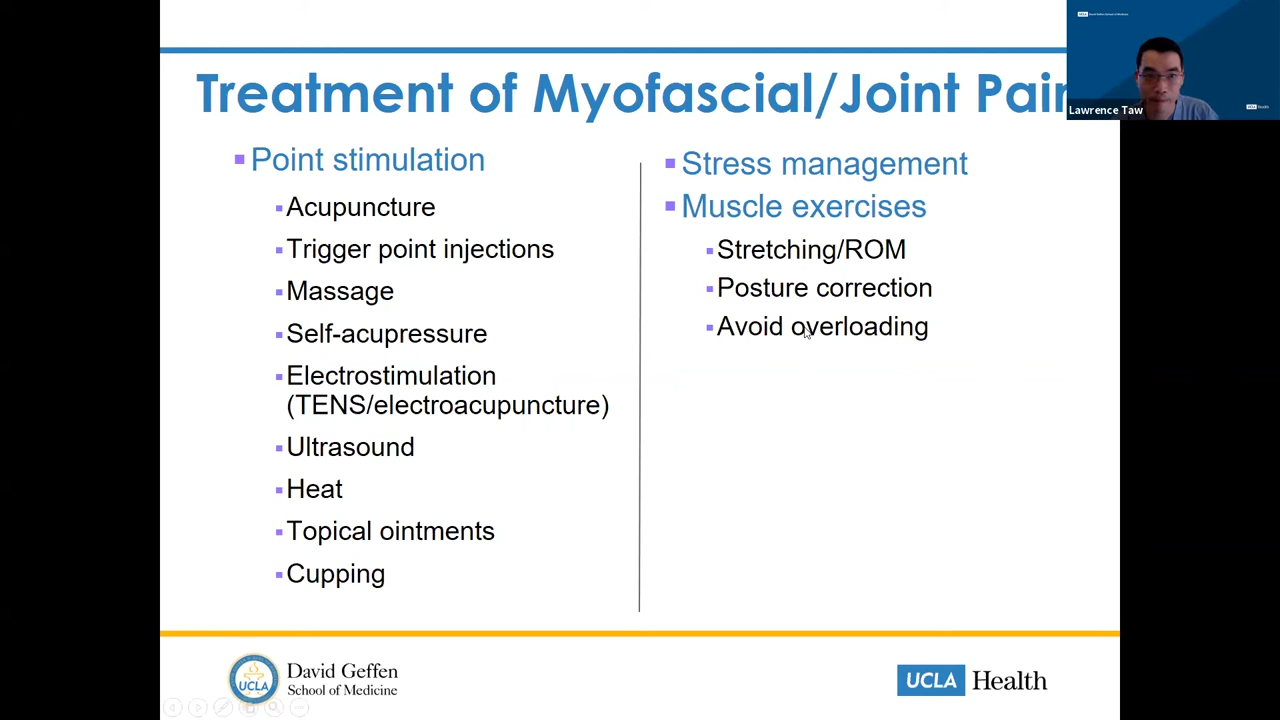 Treatment of Myofascial/Joint Pain
Point stimulation
Acupuncture
Trigger point injections
Massage
Self-acupressure
Electrostimulation
(TENS/electroacupuncture)
Ultrasound
Heat
Topical ointments
Cupping
Stress management
Muscle exercises
Stretching/ROM
Posture correction
Avoid overloading
Lawrence Taw
UCLA
David Geffen
School of Medicine
UCLA Health